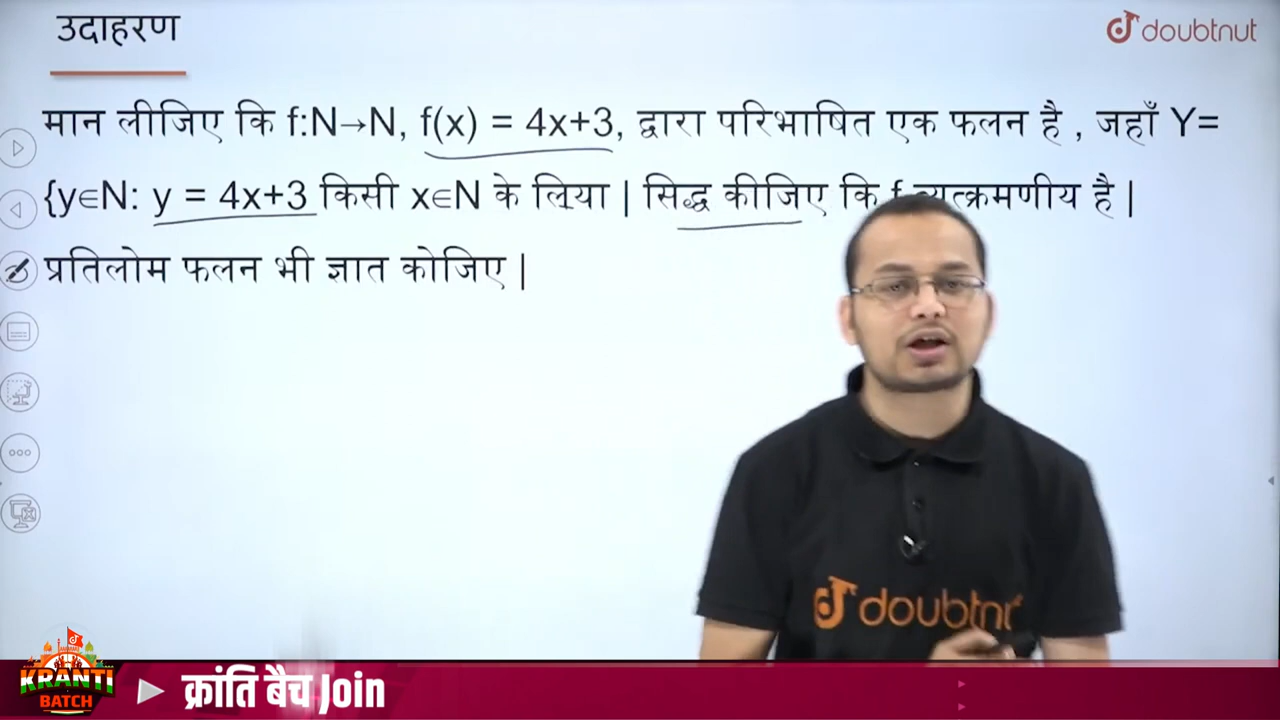 उदाहरण
doubtnut
मान लीजिए कि f:N→N, f(x) = 4x+3, द्वारा परिभाषित एक फलन है , जहाँ Y=
{y∈N: y = 4x+3 किसी x∈N के लिया | सिद्ध कीजिए कि f व्युत्क्रमणीय है |
प्रतिलोम फलन भी ज्ञात कोजिए |
doubtnut
KRANTI
BATCH
क्रांति बैच Join